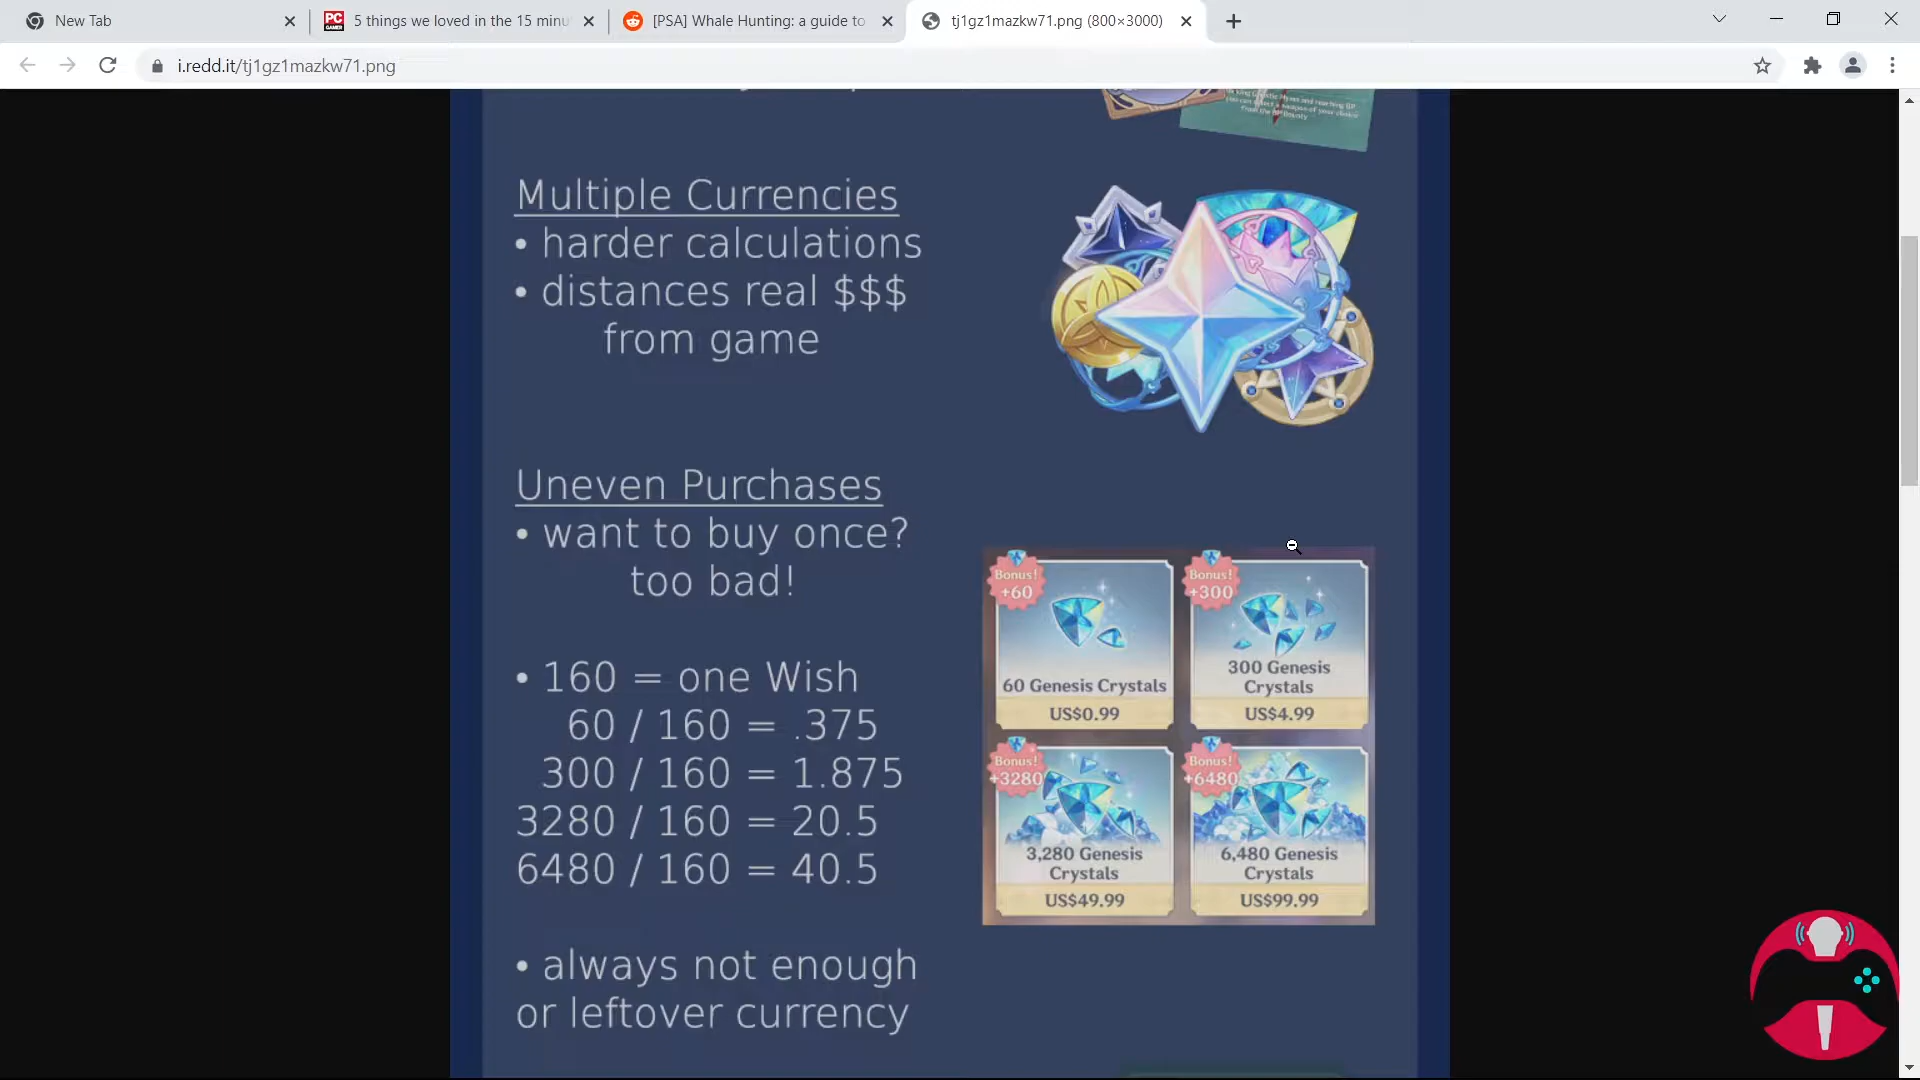 New Tab
5 things we loved in the 15 minu
[PSA] Whale Hunting: a guide to
tj1gz1mazkw71.png (800×3000)
i.redd.it/tj1gz1mazkw71.png
Multiple Currencies
• harder calculations
• distances real $$$
from game
Uneven Purchases
• want to buy once?
too bad!
• 160 = one Wish
60 / 160 = .375
300 / 160 = 1.875
3280 / 160 = 20.5
6480 / 160 = 40.5
• always not enough
or leftover currency
Bonus!
+60
60 Genesis Crystals
US$0.99
Bonus!
+300
300 Genesis
Crystals
US$4.99
Bonus!
+3280
3,280 Genesis
Crystals
US$49.99
Bonus!
+6480
6,480 Genesis
Crystals
US$99.99
PC
GAMER